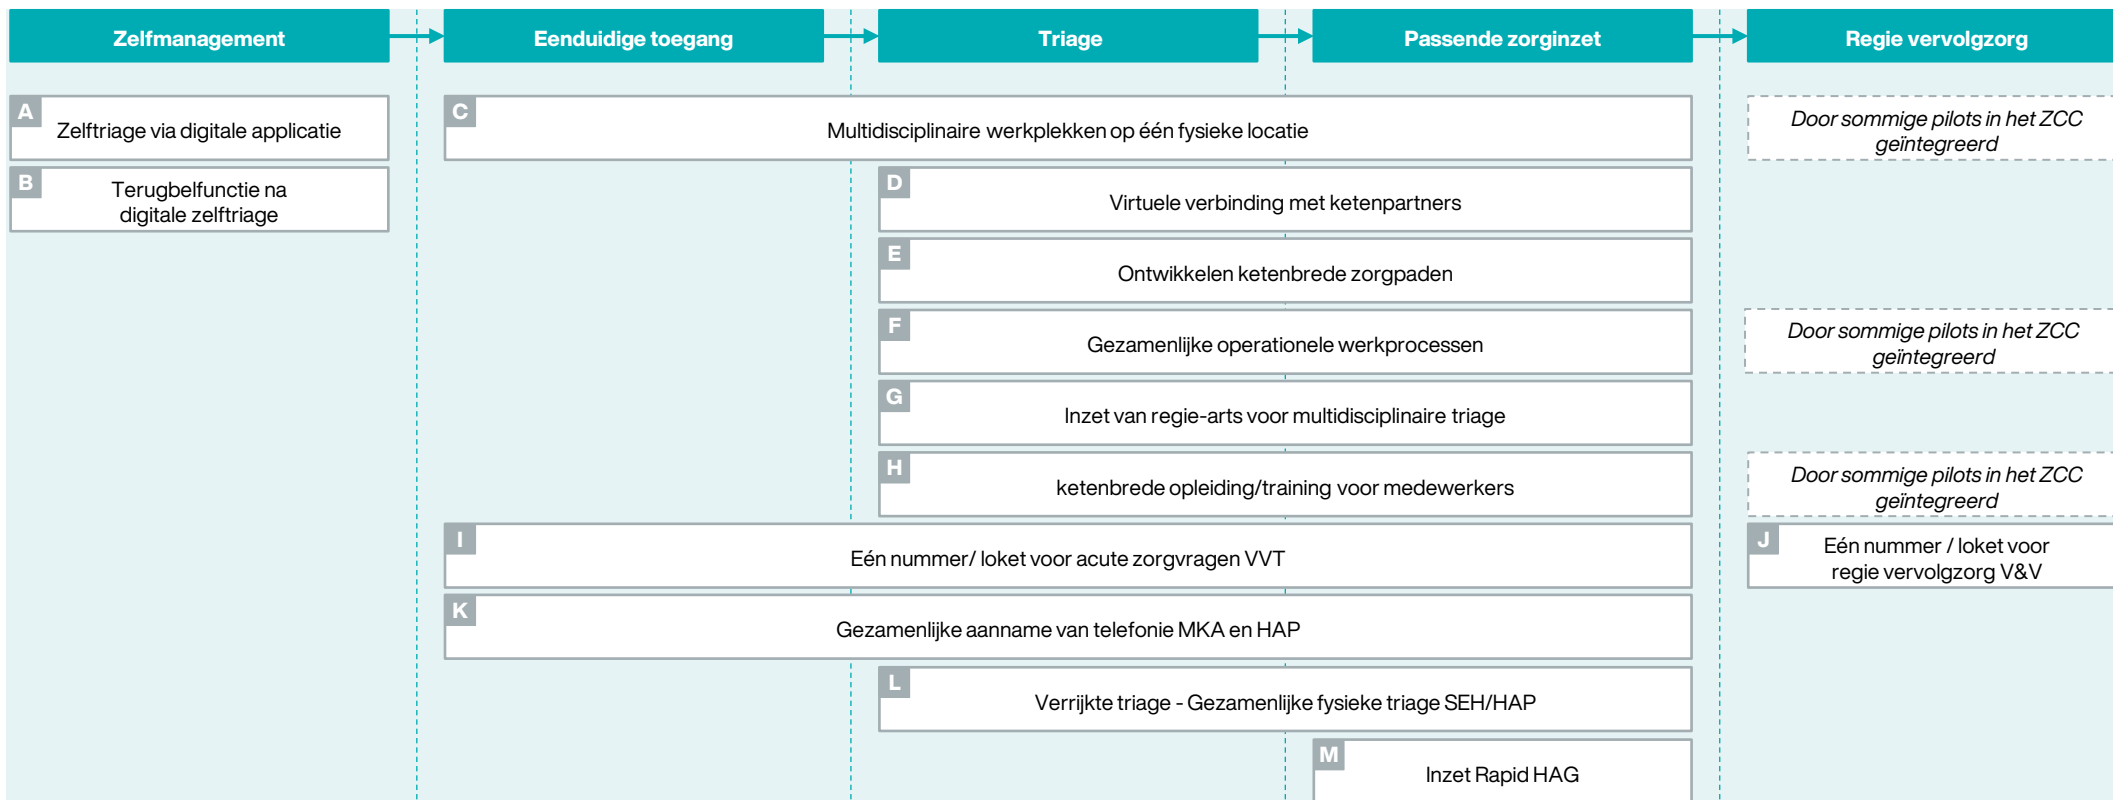 Zelfmanagement
Eenduidige toegang
Triage
Passende zorginzet
Regie vervolgzorg
A
Zelftriage via digitale applicatie
C
Multidisciplinaire werkplekken op één fysieke locatie
Door sommige pilots in het ZCC
geïntegreerd
B
Terugbelfunctie na
digitale zelftriage
D
Virtuele verbinding met ketenpartners
E
Ontwikkelen ketenbrede zorgpaden
F
Gezamenlijke operationele werkprocessen
Door sommige pilots in het ZCC
geïntegreerd
G
Inzet van regie-arts voor multidisciplinaire triage
H
ketenbrede opleiding/training voor medewerkers
Door sommige pilots in het ZCC
geïntegreerd
I
Eén nummer/ loket voor acute zorgvragen VVT
J
Eén nummer / loket voor
regie vervolgzorg V&V
K
Gezamenlijke aanname van telefonie MKA en HAP
L
Verrijkte triage - Gezamenlijke fysieke triage SEH/HAP
M
Inzet Rapid HAG